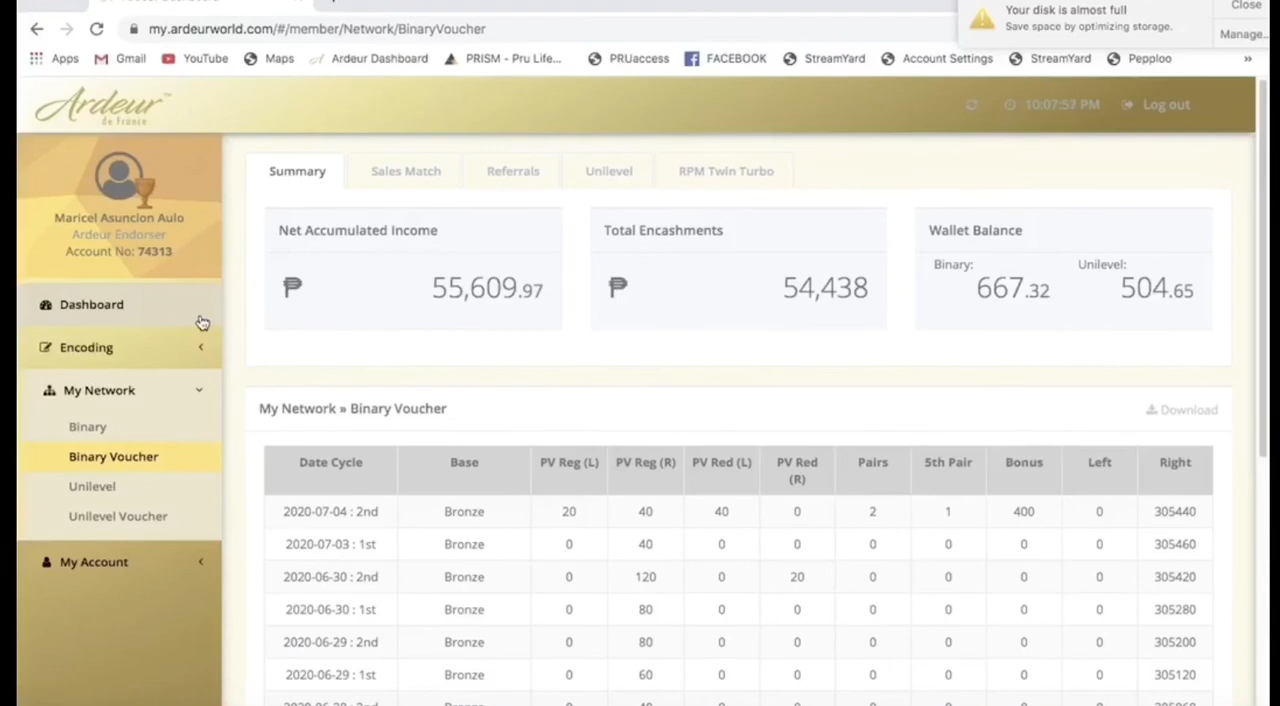 my.ardeurworld.com/#/member/Network/BinaryVoucher
Your disk is almost full
Save space by optimizing storage.
Close
Manage...
Apps Gmail YouTube Maps Ardeur Dashboard PRISM - Pru Life... PRUaccess FACEBOOK StreamYard Account Settings StreamYard Pepploo »
Ardeur™
de France
10:07:57 PM Log out
Maricel Asuncion Aulo
Ardeur Endorser
Account No: 74313
Dashboard
Encoding
My Network
Binary
Binary Voucher
Unilevel
Unilevel Voucher
My Account
Summary Sales Match Referrals Unilevel RPM Twin Turbo
Net Accumulated Income
₱ 55,609.97
Total Encashments
₱ 54,438
Wallet Balance
Binary: Unilevel:
667.32 504.65
My Network » Binary Voucher Download
Date Cycle Base PV Reg (L) PV Reg (R) PV Red (L) PV Red (R) Pairs 5th Pair Bonus Left Right
2020-07-04 : 2nd Bronze 20 40 40 0 2 1 400 0 305440
2020-07-03 : 1st Bronze 0 40 0 0 0 0 0 0 305460
2020-06-30 : 2nd Bronze 0 120 0 20 0 0 0 0 305420
2020-06-30 : 1st Bronze 0 80 0 0 0 0 0 0 305280
2020-06-29 : 2nd Bronze 0 80 0 0 0 0 0 0 305200
2020-06-29 : 1st Bronze 0 60 0 0 0 0 0 0 305120